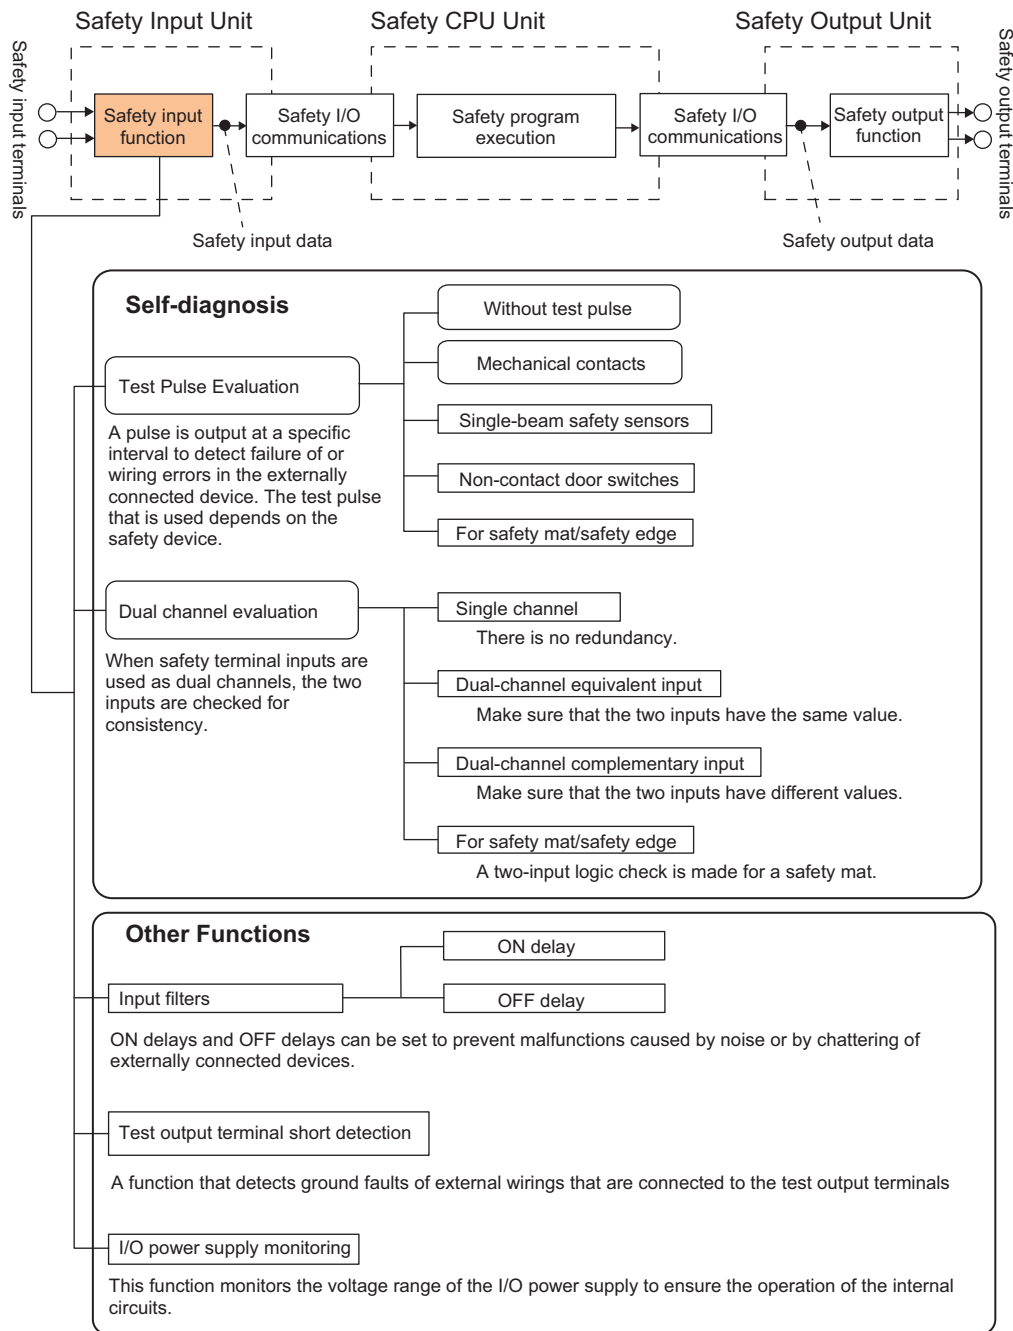 Safety Input Unit
Safety CPU Unit
Safety Output Unit
Safety input terminals
Safety input
function
Safety I/O
communications
Safety program
execution
Safety I/O
communications
Safety output
function
Safety output terminals
Safety input data
Safety output data
Self-diagnosis
Test Pulse Evaluation
A pulse is output at a specific
interval to detect failure of or
wiring errors in the externally
connected device. The test pulse
that is used depends on the
safety device.
Without test pulse
Mechanical contacts
Single-beam safety sensors
Non-contact door switches
For safety mat/safety edge
Dual channel evaluation
When safety terminal inputs are
used as dual channels, the two
inputs are checked for
consistency.
Single channel
There is no redundancy.
Dual-channel equivalent input
Make sure that the two inputs have the same value.
Dual-channel complementary input
Make sure that the two inputs have different values.
For safety mat/safety edge
A two-input logic check is made for a safety mat.
Other Functions
Input filters
ON delay
OFF delay
ON delays and OFF delays can be set to prevent malfunctions caused by noise or by chattering of
externally connected devices.
Test output terminal short detection
A function that detects ground faults of external wirings that are connected to the test output terminals
I/O power supply monitoring
This function monitors the voltage range of the I/O power supply to ensure the operation of the internal
circuits.